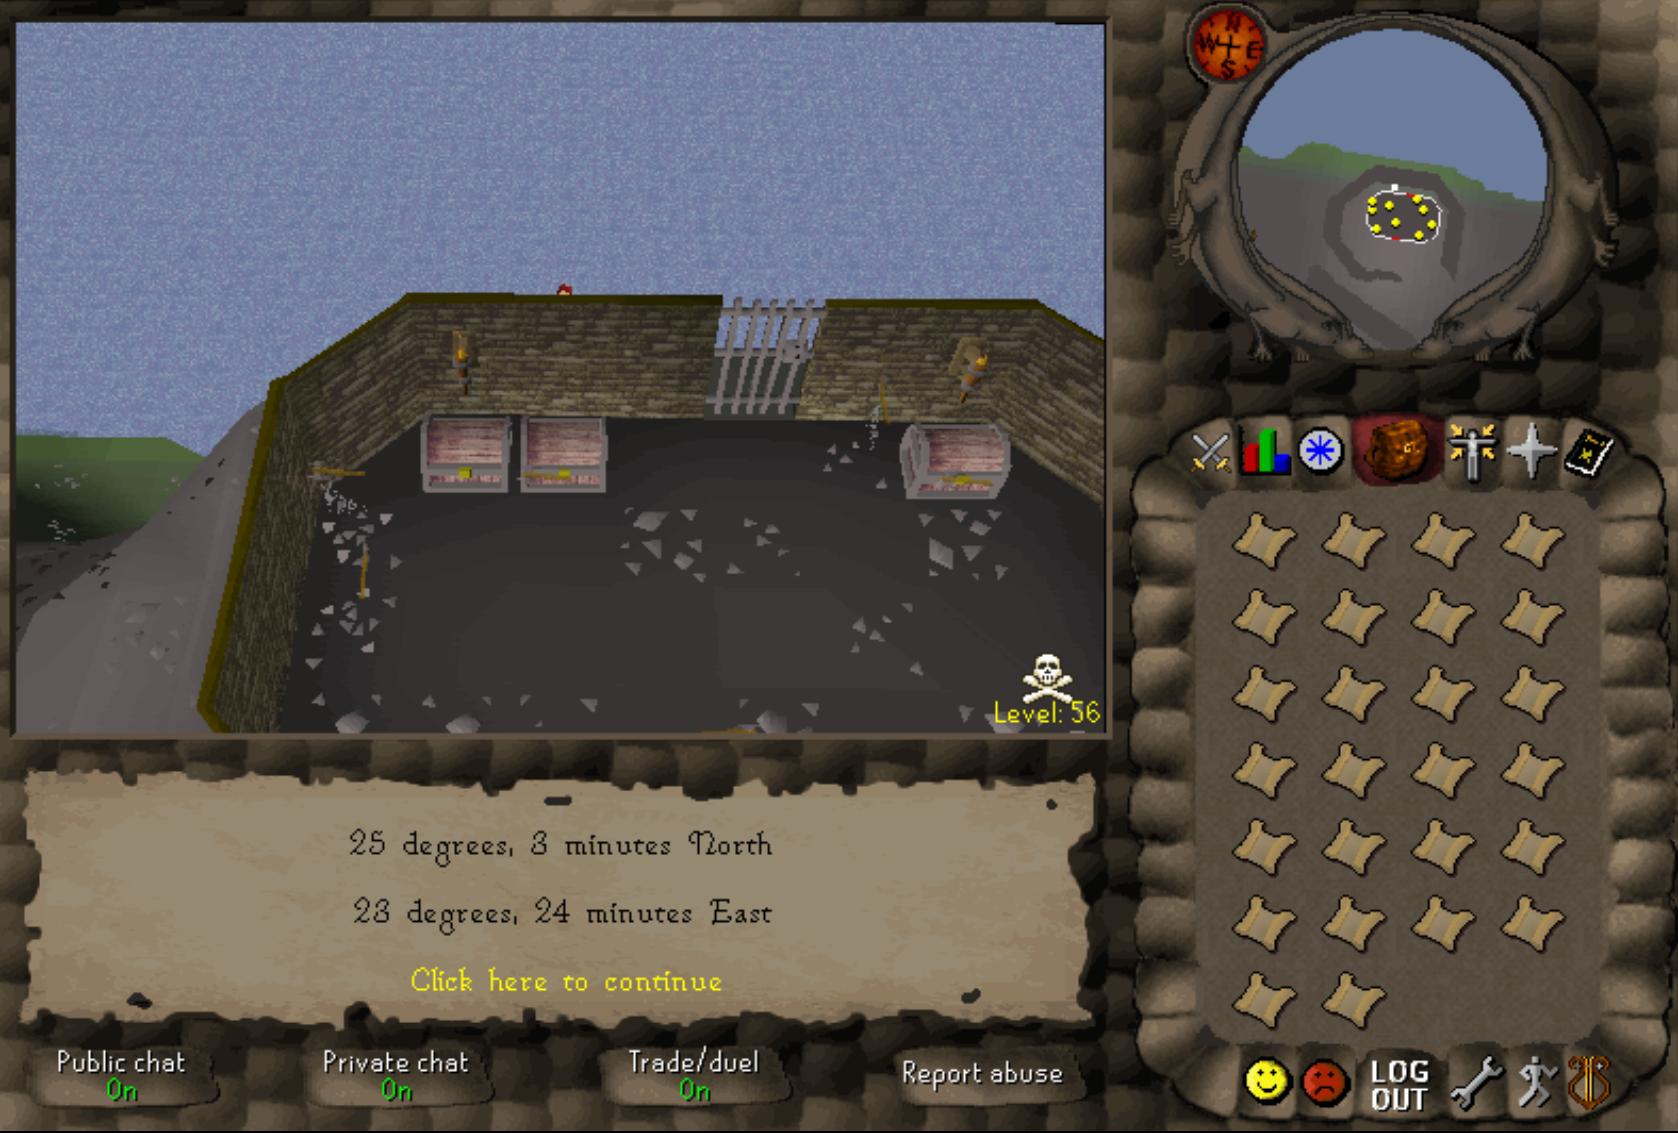 N
W E
S
Level: 56
25 degrees, 3 minutes North
23 degrees, 24 minutes East
Click here to continue
Public chat
On
Private chat
On
Trade/duel
On
Report abuse
LOG
OUT